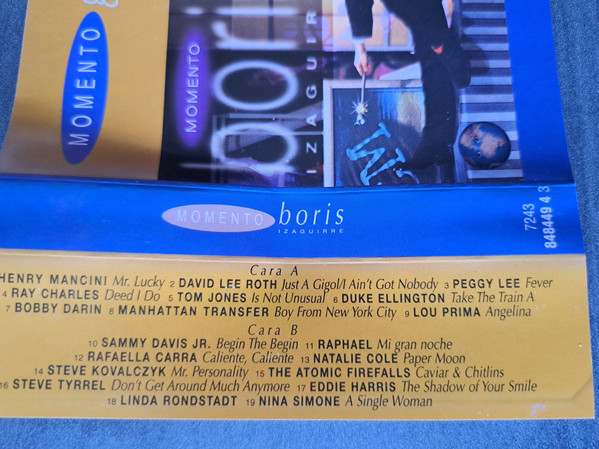 MOMENTO
MOMENTO
bori
IZAGUIR
W
MOMENTO boris
IZAGUIRRE
7243
848449 4 3
Cara A
HENRY MANCINI Mr. Lucky 2 DAVID LEE ROTH Just A Gigol/I Ain't Got Nobody 3 PEGGY LEE Fever
4 RAY CHARLES Deed I Do 5 TOM JONES Is Not Unusual 6 DUKE ELLINGTON Take The Train A
7 BOBBY DARIN 8 MANHATTAN TRANSFER Boy From New York City 9 LOU PRIMA Angelina
Cara B
10 SAMMY DAVIS JR. Begin The Begin 11 RAPHAEL Mi gran noche
12 RAFAELLA CARRA Caliente, Caliente 13 NATALIE COLE Paper Moon
14 STEVE KOVALCZYK Mr. Personality 15 THE ATOMIC FIREFALLS Caviar & Chitlins
16 STEVE TYRREL Don't Get Around Much Anymore 17 EDDIE HARRIS The Shadow of Your Smile
18 LINDA RONDSTADT 19 NINA SIMONE A Single Woman